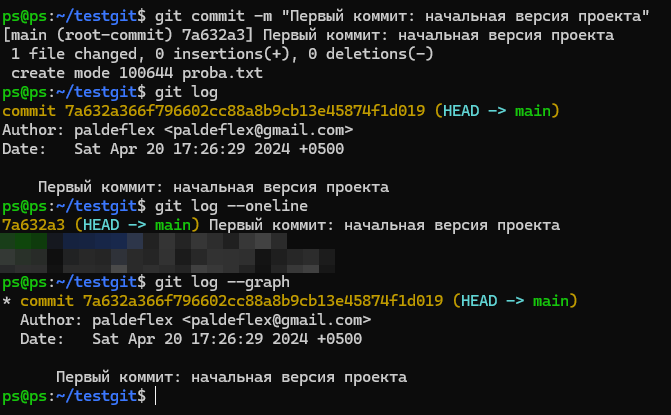 ps@ps:~/testgit$ git commit -m "Первый коммит: начальная версия проекта"
[main (root-commit) 7a632a3] Первый коммит: начальная версия проекта
 1 file changed, 0 insertions(+), 0 deletions(-)
 create mode 100644 proba.txt
ps@ps:~/testgit$ git log
commit 7a632a366f796602cc88a8b9cb13e45874f1d019 (HEAD -> main)
Author: paldeflex <paldeflex@gmail.com>
Date:   Sat Apr 20 17:26:29 2024 +0500
    Первый коммит: начальная версия проекта
ps@ps:~/testgit$ git log --oneline
7a632a3 (HEAD -> main) Первый коммит: начальная версия проекта
ps@ps:~/testgit$ git log --graph
* commit 7a632a366f796602cc88a8b9cb13e45874f1d019 (HEAD -> main)
  Author: paldeflex <paldeflex@gmail.com>
  Date:   Sat Apr 20 17:26:29 2024 +0500
      Первый коммит: начальная версия проекта
ps@ps:~/testgit$